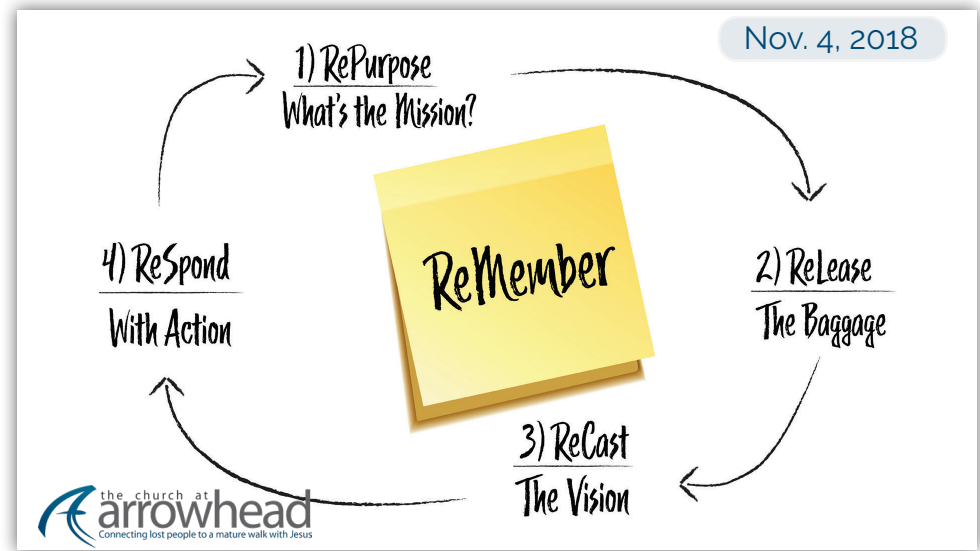 Nov. 4, 2018
1) RePurpose
What's the Mission?
ReMember
2) ReLease
The Baggage
3) ReCast
The Vision
4) ReSpond
With Action
the church at
arrowhead
Connecting lost people to a mature walk with Jesus